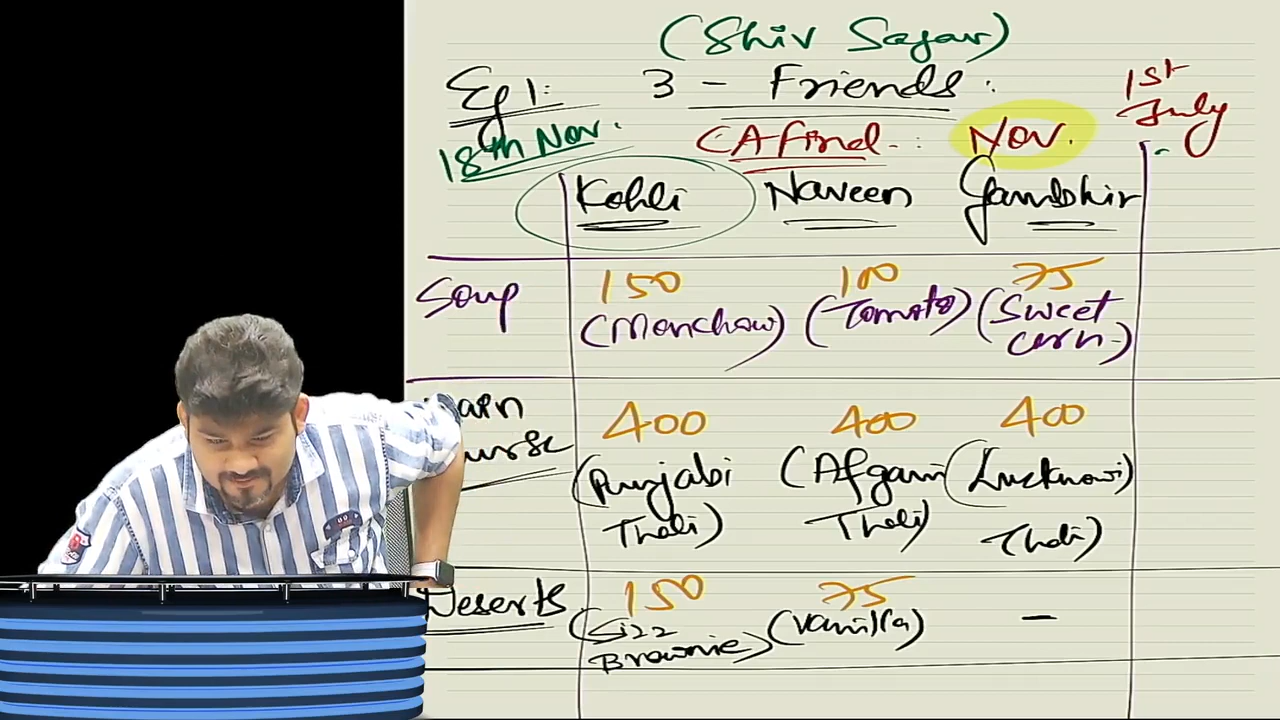 (Shiv Sagar)
Eg 1: 3 - Friends:
1st July
18th Nov. CA Final. : Nov.
Kohli Naveen Gambhir
150 100 75
Soup (Manchow) (Tomato) (Sweet corn)
400 400 400
(Punjabi Thali) (Afgani Thali) (Lucknowi Thali)
150 75 -
Deserts (Sizz Brownie) (Vanilla)